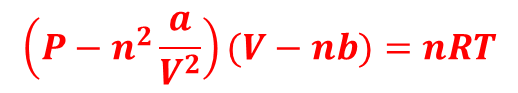 (P − n² a/V²) (V − nb) = nRT